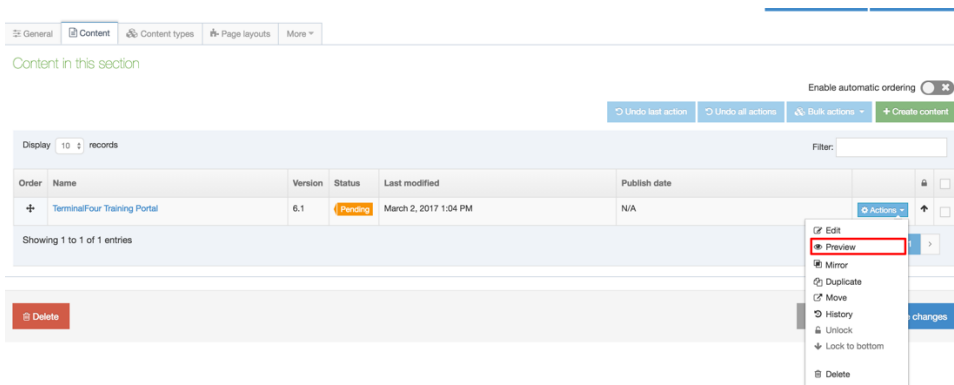 General Content Content types Page layouts More
Content in this section
Enable automatic ordering
Undo last action Undo all actions Bulk actions + Create content
Display 10 records Filter:
Order Name Version Status Last modified Publish date
TerminalFour Training Portal 6.1 Pending March 2, 2017 1:04 PM N/A Actions
Showing 1 to 1 of 1 entries
Edit
Preview
Mirror
Duplicate
Move
History
Unlock
Lock to bottom
Delete
Delete changes